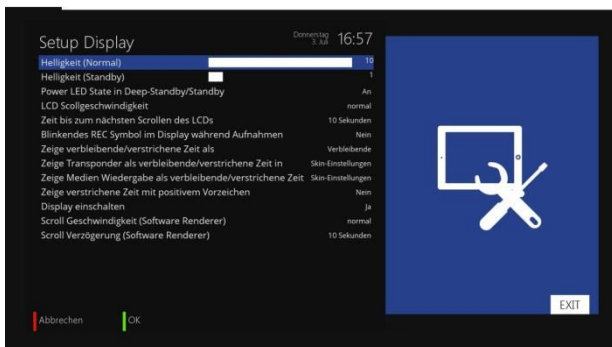 Setup Display
Donnerstag
3. Juli
16:57
Helligkeit (Normal) 10
Helligkeit (Standby) 1
Power LED State in Deep-Standby/Standby An
LCD Scollgeschwindigkeit normal
Zeit bis zum nächsten Scrollen des LCDs 10 Sekunden
Blinkendes REC Symbol im Display während Aufnahmen Nein
Zeige verbleibende/verstrichene Zeit als Verbleibende
Zeige Transponder als verbleibende/verstrichene Zeit in Skin-Einstellungen
Zeige Medien Wiedergabe als verbleibende/verstrichene Zeit Skin-Einstellungen
Zeige verstrichene Zeit mit positivem Vorzeichen Nein
Display einschalten Ja
Scroll Geschwindigkeit (Software Renderer) normal
Scroll Verzögerung (Software Renderer) 10 Sekunden
Abbrechen OK
EXIT